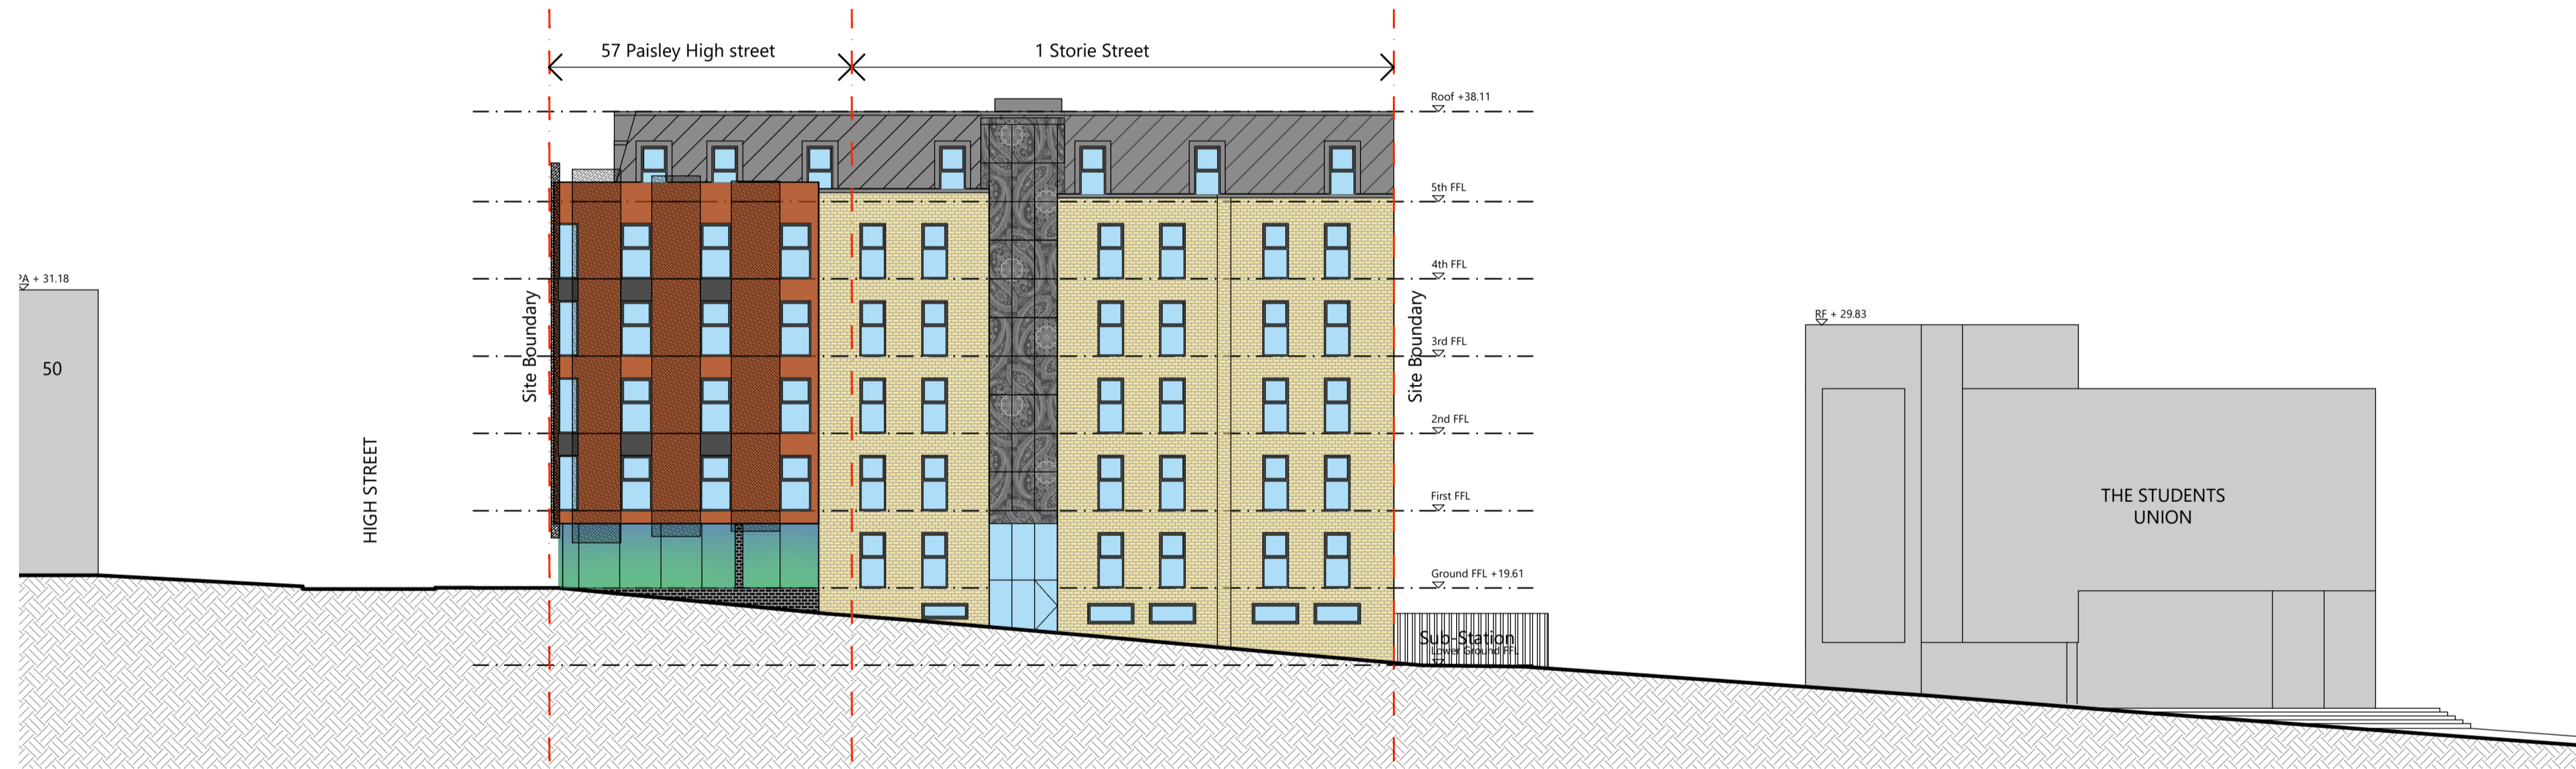 57 Paisley High street
1 Storie Street
Roof +38.11
5th FFL
4th FFL
PA + 31.18
50
HIGH STREET
Site Boundary
Site Boundary
3rd FFL
2nd FFL
First FFL
Ground FFL +19.61
Sub-Station
Lower Ground FFL
RF + 29.83
THE STUDENTS
UNION